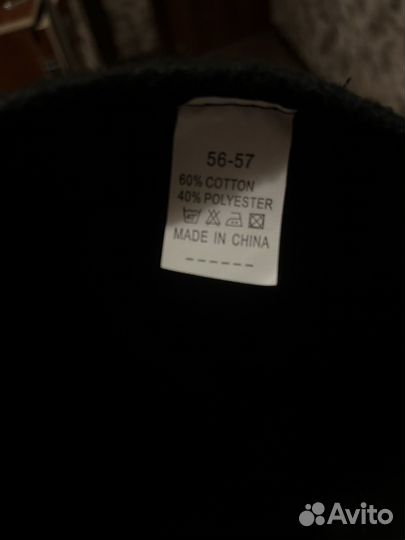 56-57
60% COTTON
40% POLYESTER
MADE IN CHINA
------
Avito